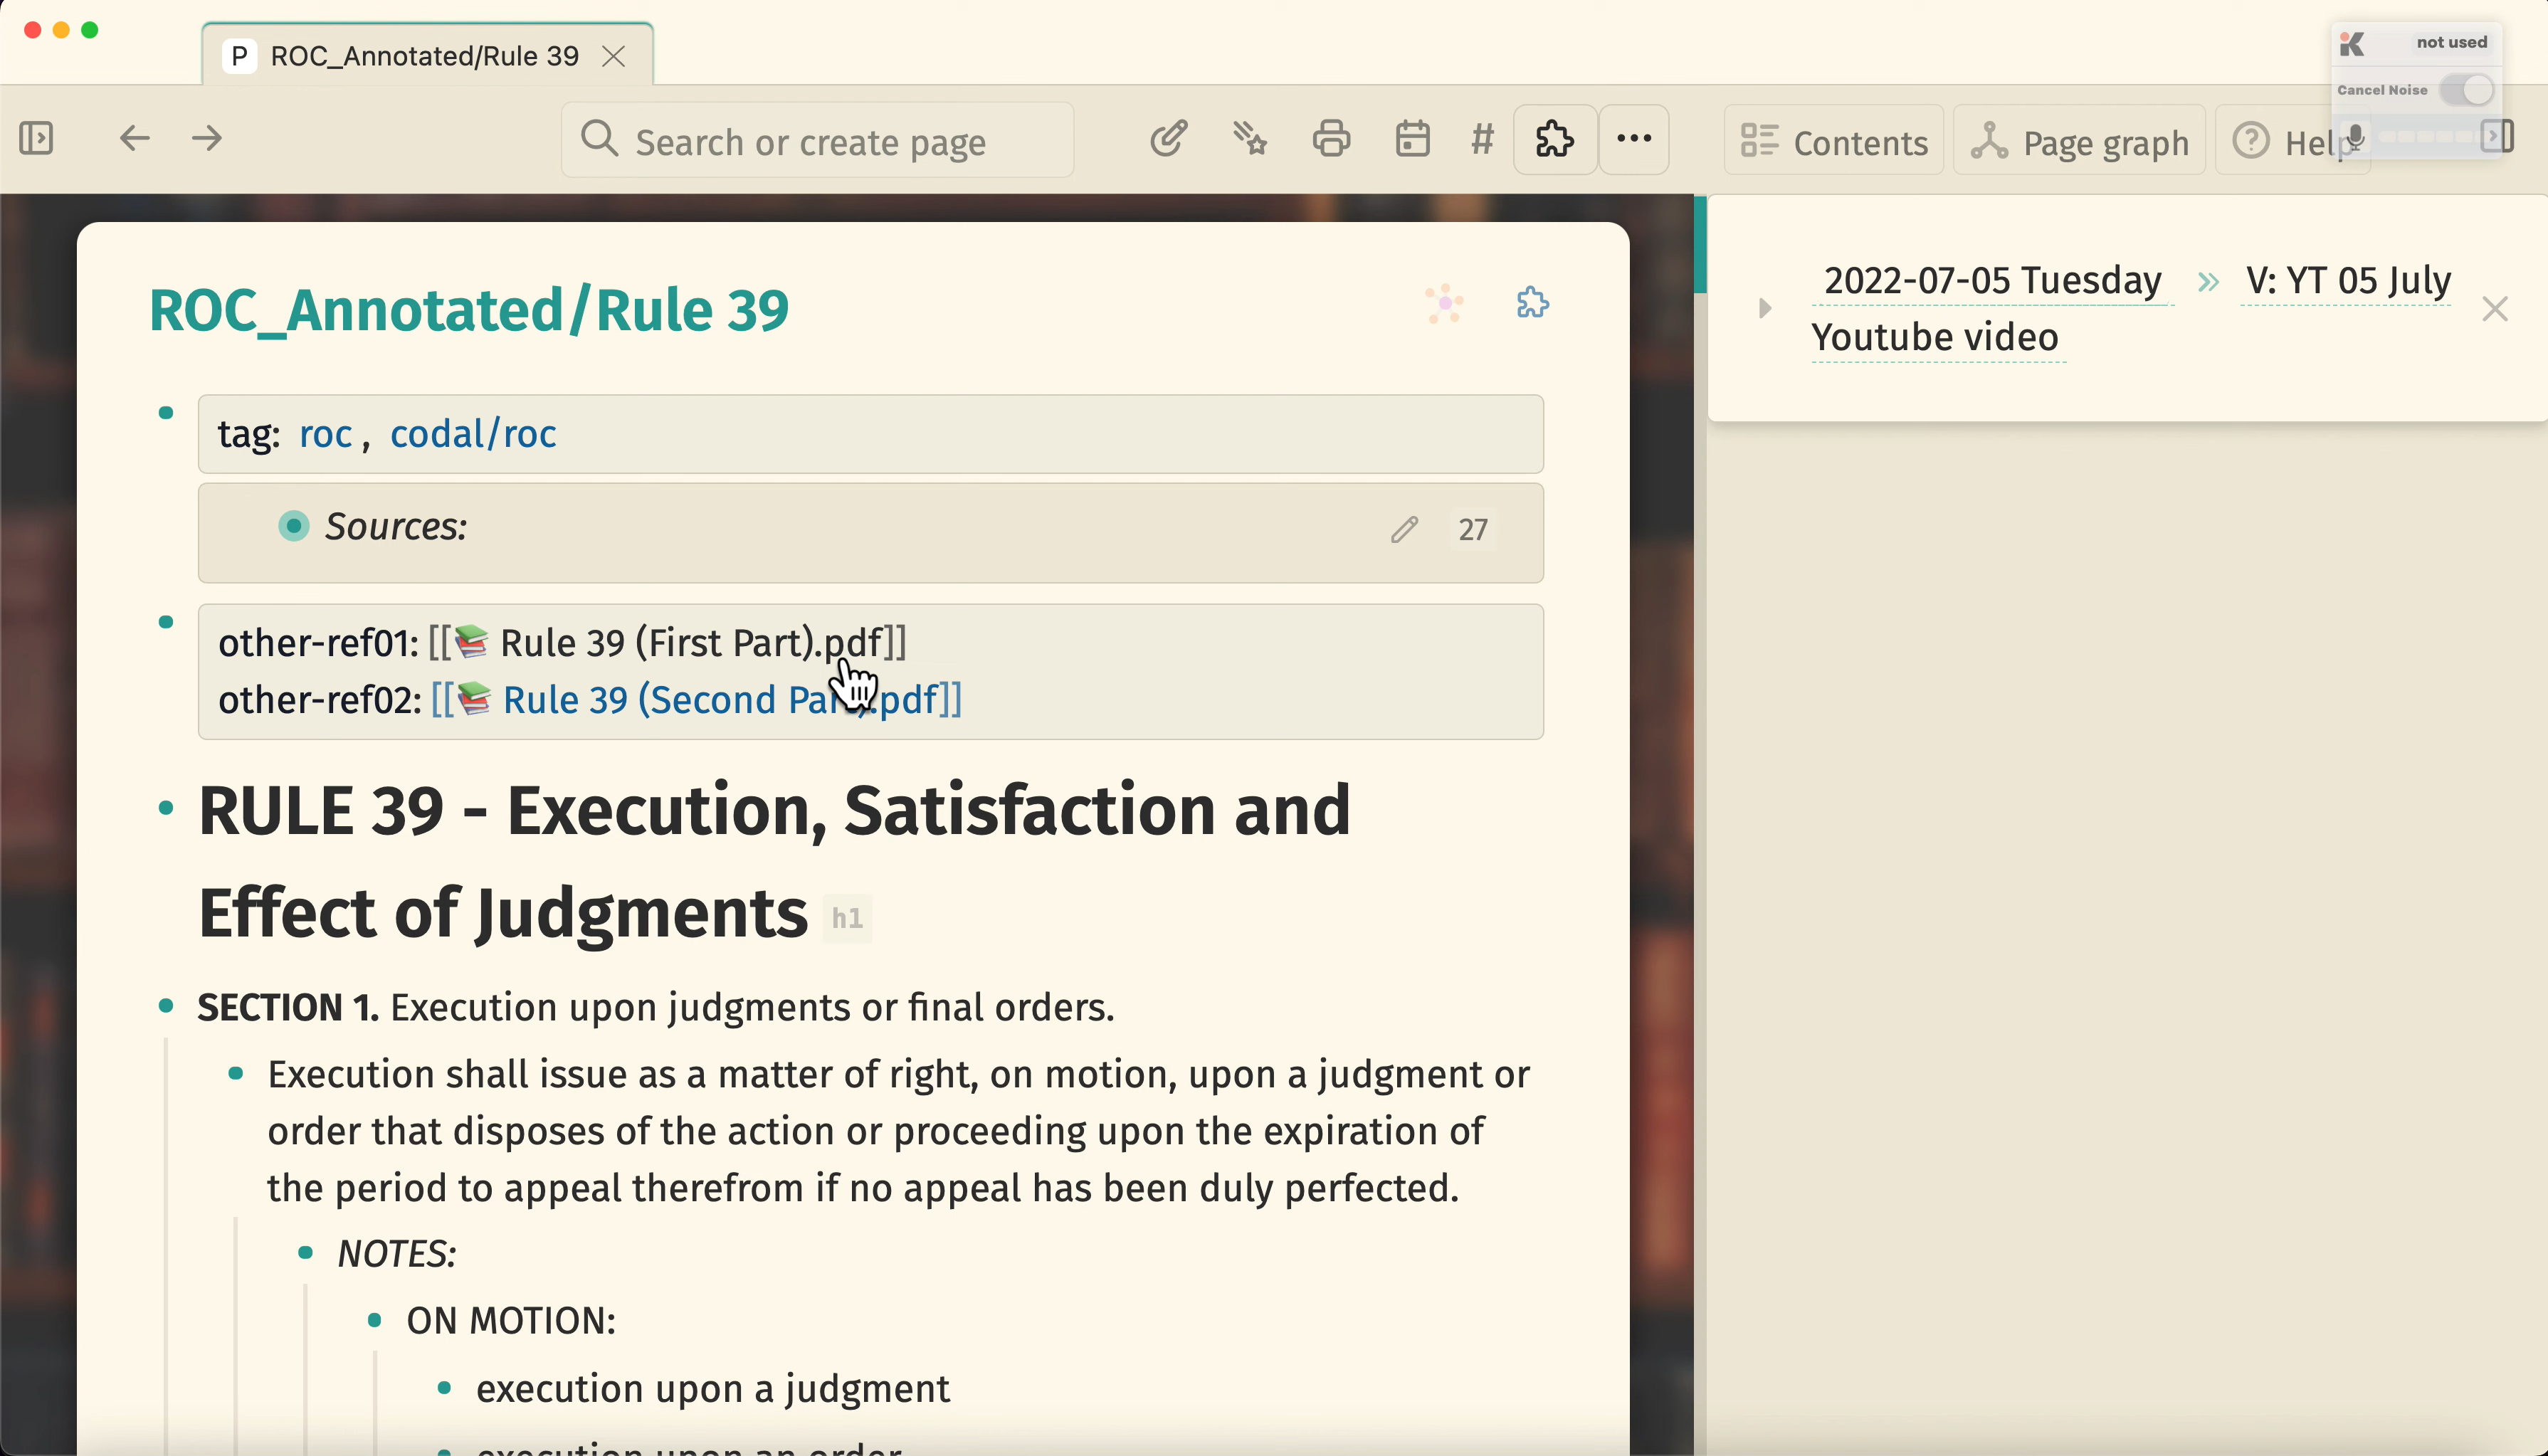 P ROC_Annotated/Rule 39
not used
Cancel Noise
Search or create page
#
Contents
Page graph
Help
ROC_Annotated/Rule 39
tag: roc , codal/roc
Sources:
27
other-ref01: [[📚 Rule 39 (First Part).pdf]]
other-ref02: [[📚 Rule 39 (Second Part).pdf]]
RULE 39 - Execution, Satisfaction and
Effect of Judgments h1
SECTION 1. Execution upon judgments or final orders.
Execution shall issue as a matter of right, on motion, upon a judgment or
order that disposes of the action or proceeding upon the expiration of
the period to appeal therefrom if no appeal has been duly perfected.
NOTES:
ON MOTION:
execution upon a judgment
execution upon an order
2022-07-05 Tuesday » V: YT 05 July
Youtube video